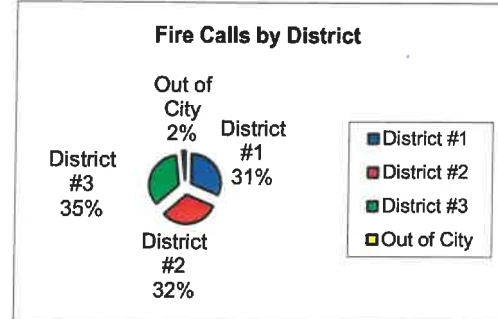 Fire Calls by District
Out of
City
2%
District
#1
31%
District
#3
35%
District
#2
32%
District #1
District #2
District #3
Out of City